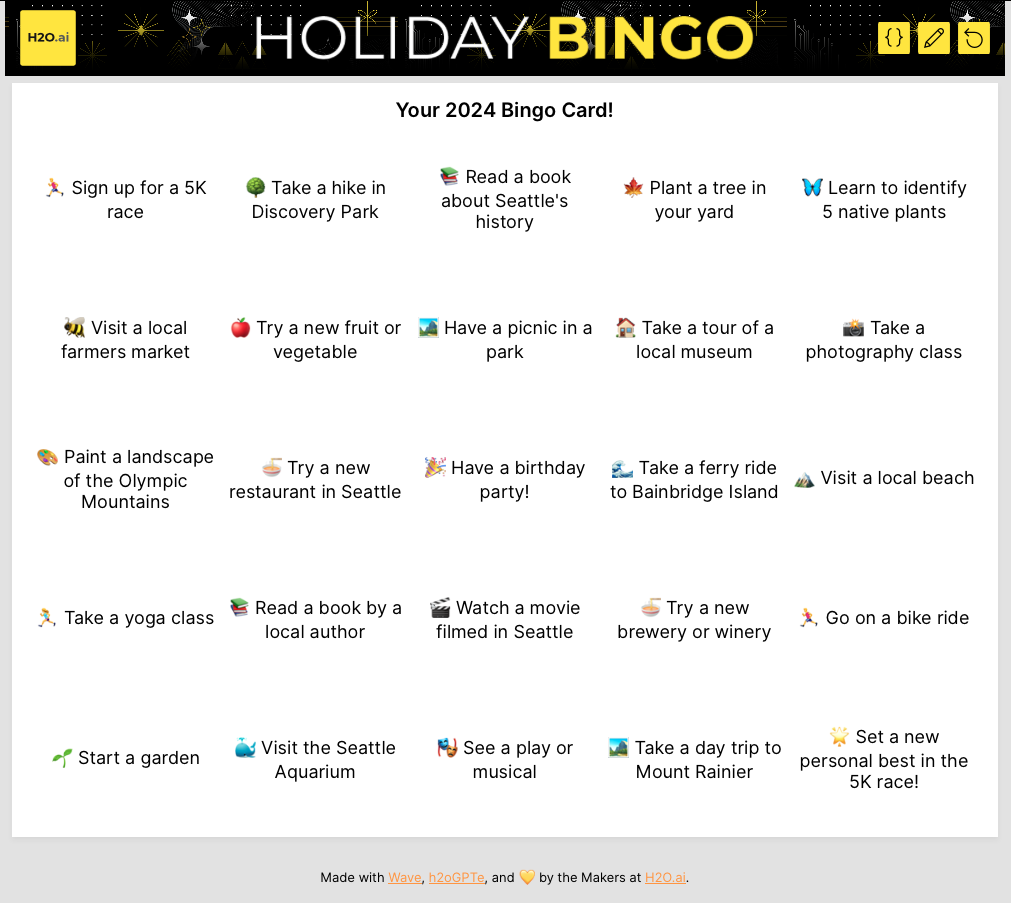 H2O.ai
HOLIDAY BINGO
{}
Your 2024 Bingo Card!
🏃‍♀️ Sign up for a 5K
race
🌳 Take a hike in
Discovery Park
📚 Read a book
about Seattle's
history
🍁 Plant a tree in
your yard
🦋 Learn to identify
5 native plants
🐝 Visit a local
farmers market
🍎 Try a new fruit or
vegetable
🏞️ Have a picnic in a
park
🏠 Take a tour of a
local museum
📸 Take a
photography class
🎨 Paint a landscape
of the Olympic
Mountains
🍜 Try a new
restaurant in Seattle
🎉 Have a birthday
party!
🌊 Take a ferry ride
to Bainbridge Island
⛰️ Visit a local beach
🏃 Take a yoga class
📚 Read a book by a
local author
🎬 Watch a movie
filmed in Seattle
🍜 Try a new
brewery or winery
🏃‍♀️ Go on a bike ride
🌱 Start a garden
🐳 Visit the Seattle
Aquarium
🎭 See a play or
musical
🏞️ Take a day trip to
Mount Rainier
🌟 Set a new
personal best in the
5K race!
Made with Wave, h2oGPTe, and 💛 by the Makers at H2O.ai.